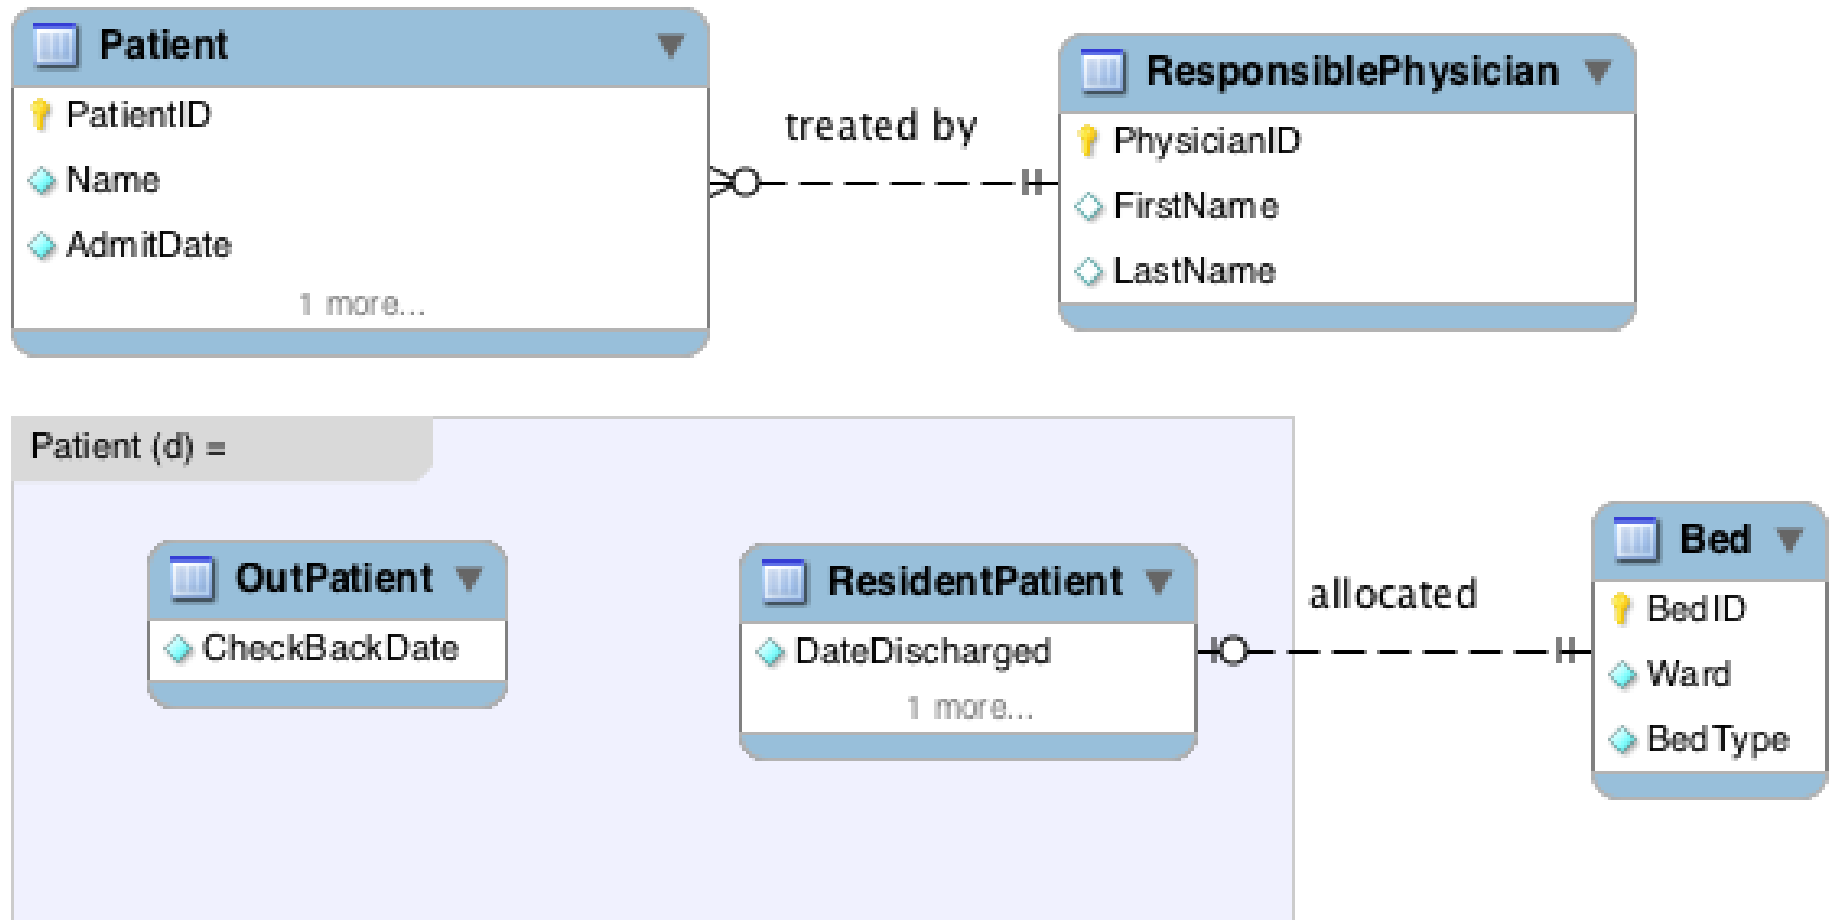 Patient
PatientID
Name
AdmitDate
1 more...
treated by
ResponsiblePhysician
PhysicianID
FirstName
LastName
Patient (d) =
OutPatient
CheckBackDate
ResidentPatient
DateDischarged
1 more...
allocated
Bed
BedID
Ward
BedType